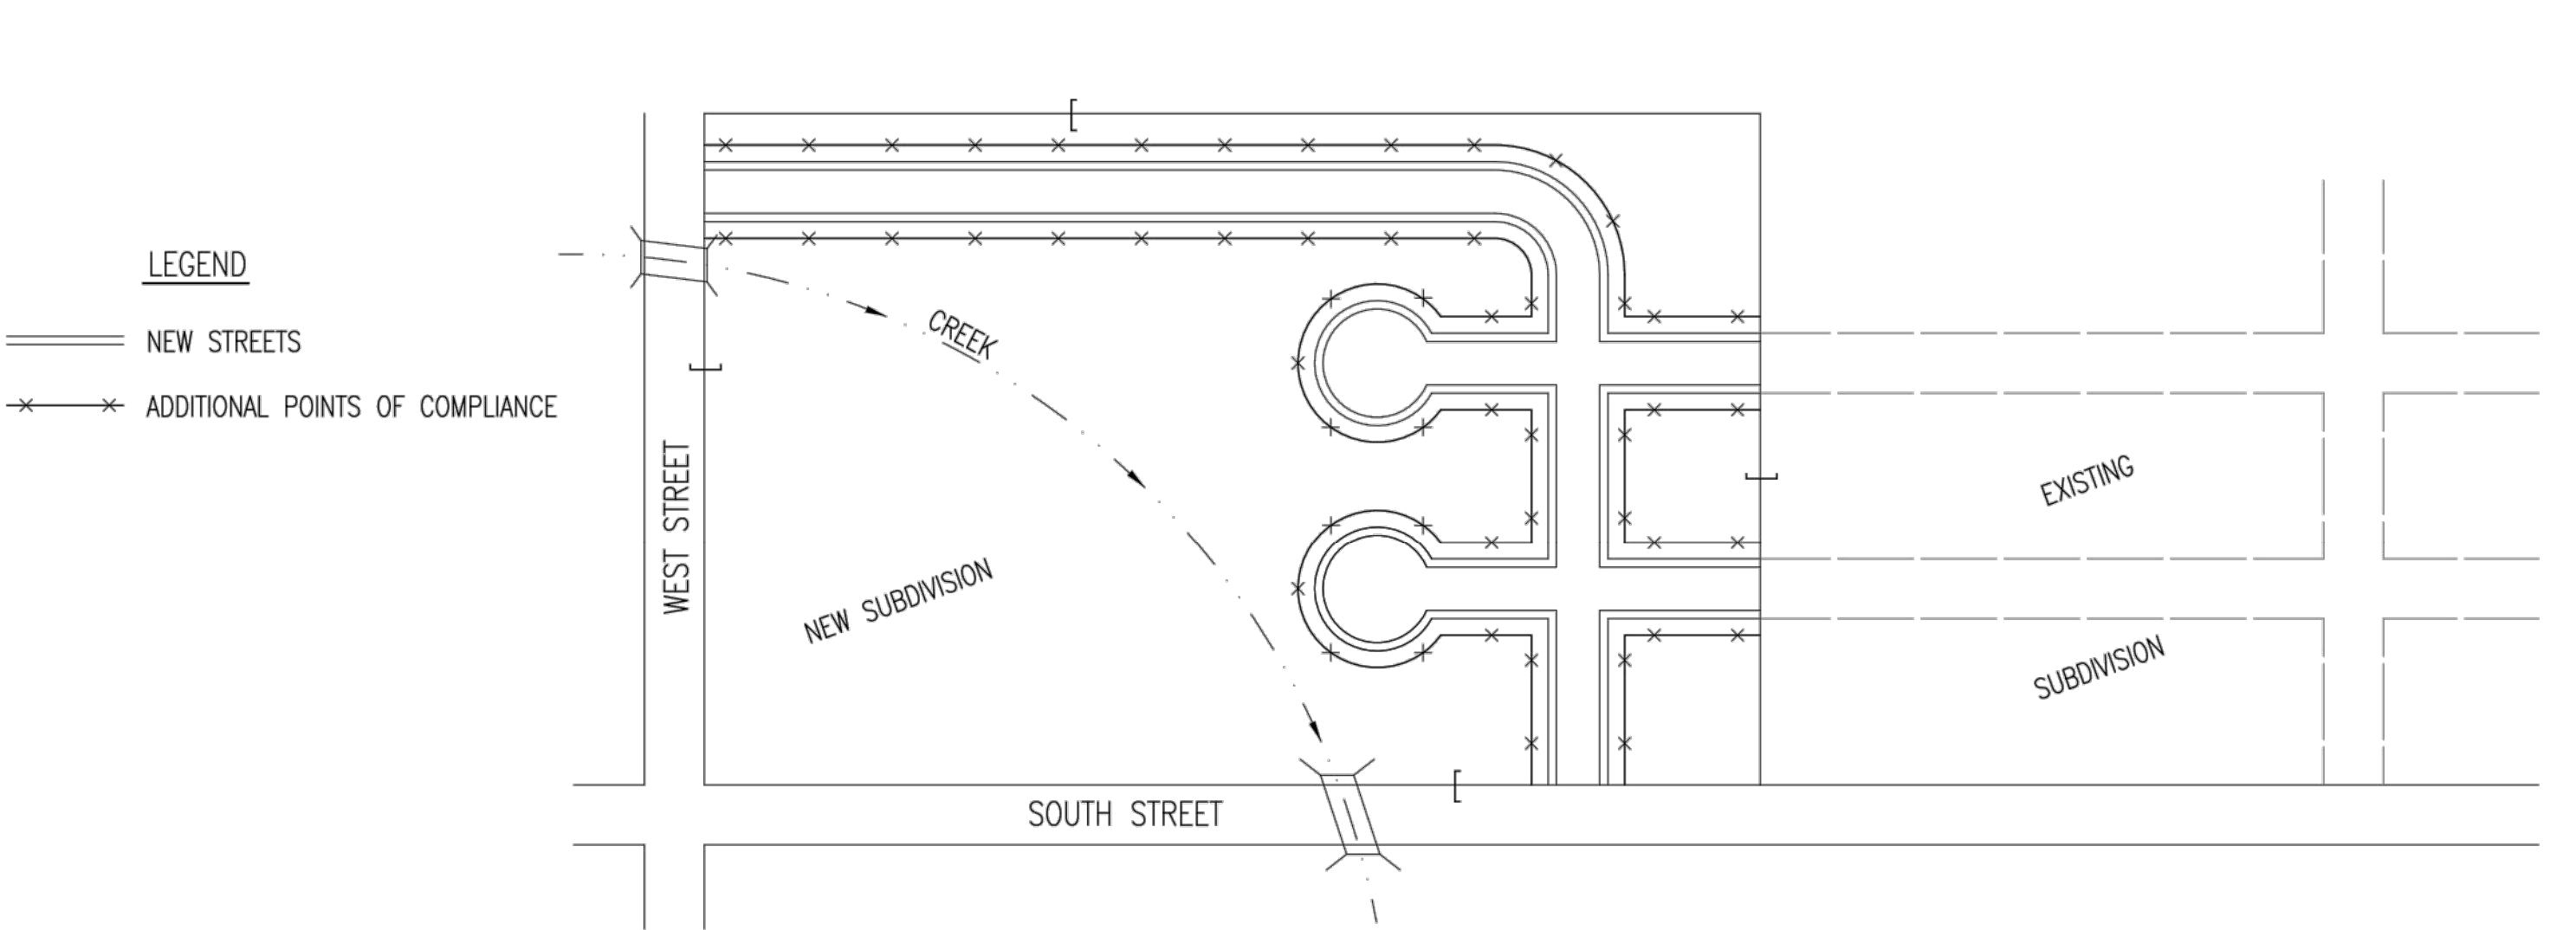 LEGEND
NEW STREETS
ADDITIONAL POINTS OF COMPLIANCE
CREEK
WEST STREET
NEW SUBDIVISION
SOUTH STREET
EXISTING
SUBDIVISION